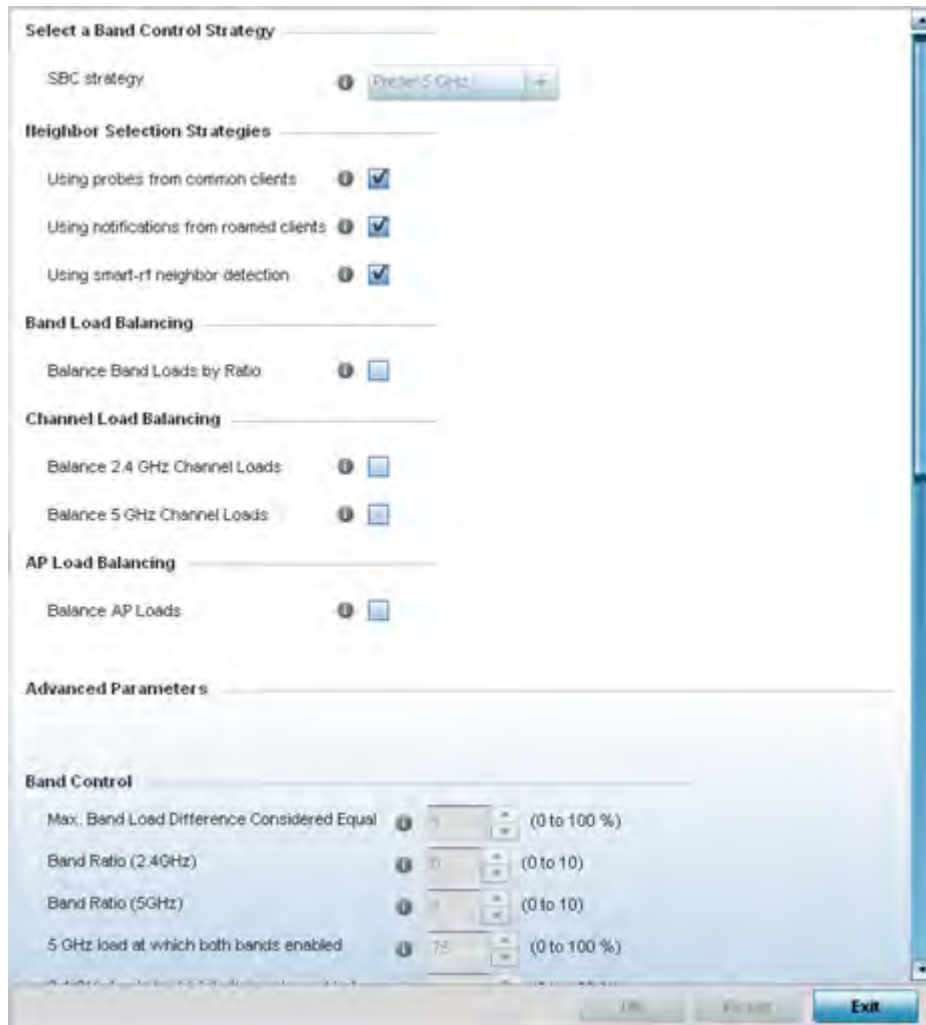 Select a Band Control Strategy
SBC strategy Prefer 5 GHz
Neighbor Selection Strategies
Using probes from common clients
Using notifications from roamed clients
Using smart-rf neighbor detection
Band Load Balancing
Balance Band Loads by Ratio
Channel Load Balancing
Balance 2.4 GHz Channel Loads
Balance 5 GHz Channel Loads
AP Load Balancing
Balance AP Loads
Advanced Parameters
Band Control
Max. Band Load Difference Considered Equal (0 to 100 %)
Band Ratio (2.4GHz) (0 to 10)
Band Ratio (5GHz) (0 to 10)
5 GHz load at which both bands enabled 75 (0 to 100 %)
Exit